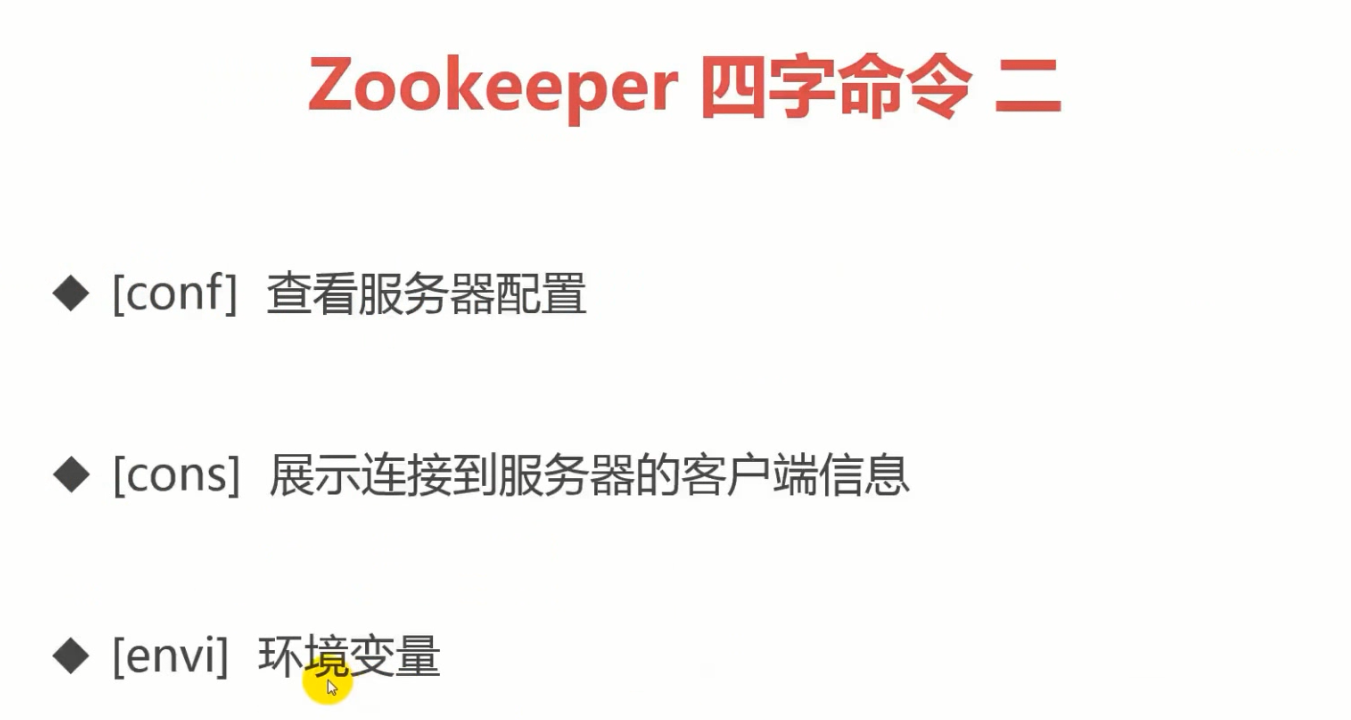 Zookeeper 四字命令 二
◆ [conf] 查看服务器配置
◆ [cons] 展示连接到服务器的客户端信息
◆ [envi] 环境变量